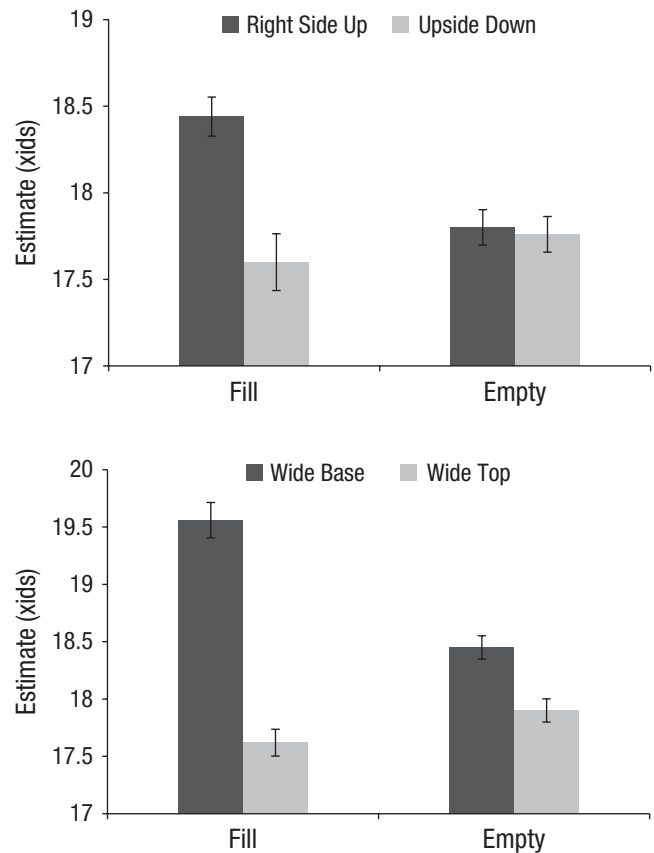 19
Right Side Up Upside Down
18.5
18
17.5
17
Estimate (xids)
Fill Empty
20
Wide Base Wide Top
19.5
19
18.5
18
17.5
17
Estimate (xids)
Fill Empty